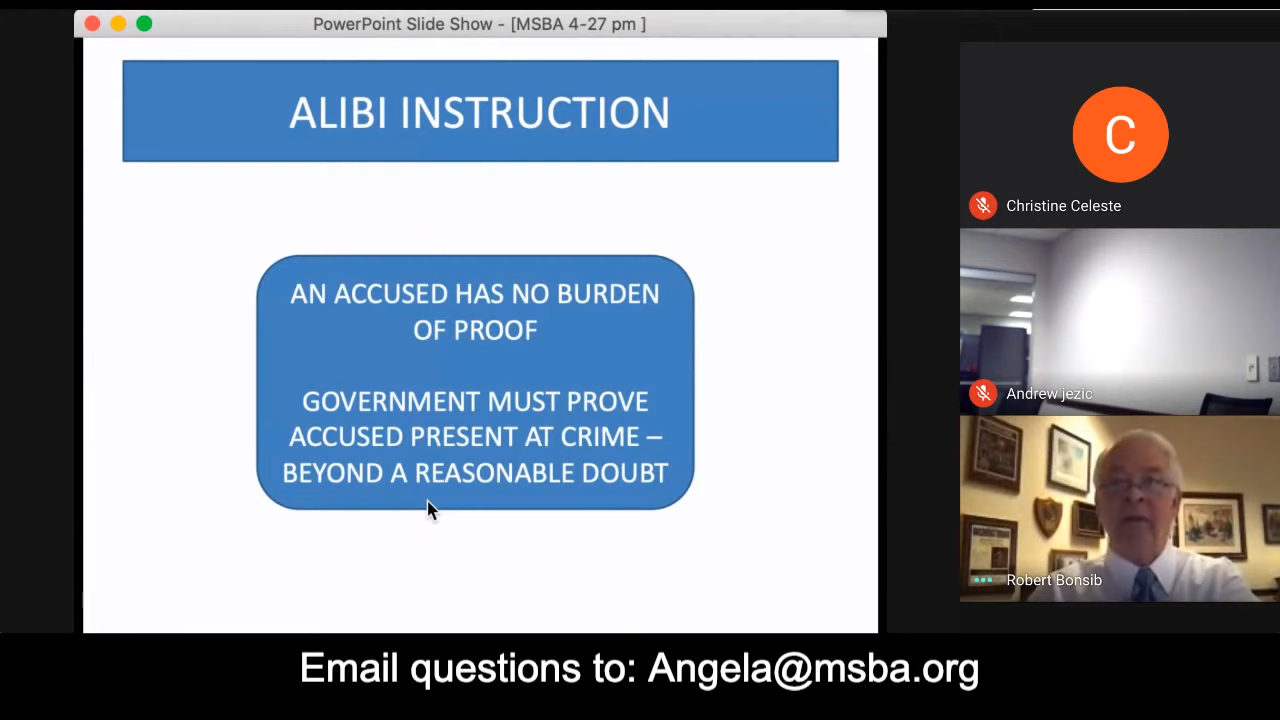 PowerPoint Slide Show - [MSBA 4-27 pm ]
ALIBI INSTRUCTION
AN ACCUSED HAS NO BURDEN
OF PROOF
GOVERNMENT MUST PROVE
ACCUSED PRESENT AT CRIME –
BEYOND A REASONABLE DOUBT
C
Christine Celeste
Andrew jezic
Robert Bonsib
Email questions to: Angela@msba.org